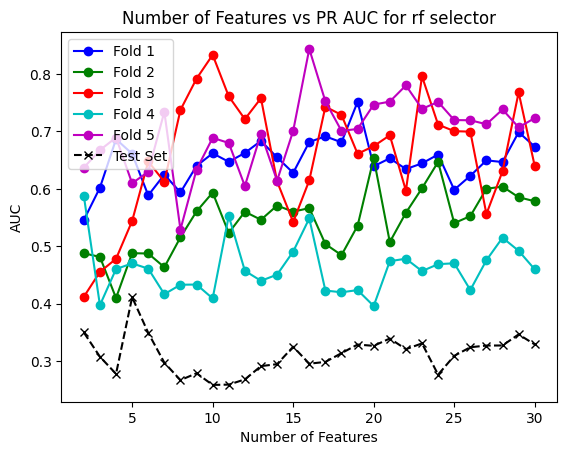 Number of Features vs PR AUC for rf selector
Fold 1
Fold 2
Fold 3
Fold 4
Fold 5
Test Set
AUC
0.8
0.7
0.6
0.5
0.4
0.3
5 10 15 20 25 30
Number of Features